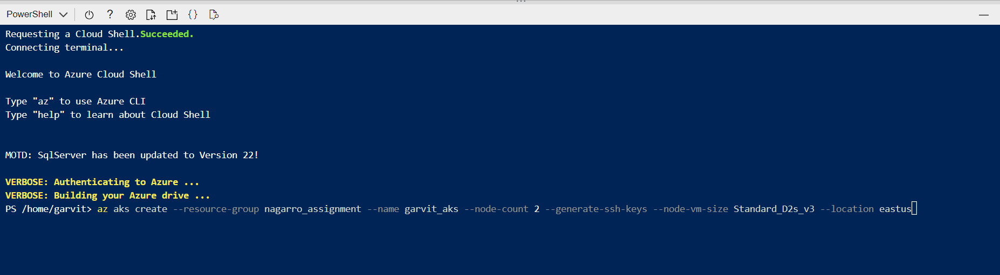 PowerShell
Requesting a Cloud Shell.Succeeded.
Connecting terminal...
Welcome to Azure Cloud Shell
Type "az" to use Azure CLI
Type "help" to learn about Cloud Shell
MOTD: SqlServer has been updated to Version 22!
VERBOSE: Authenticating to Azure ...
VERBOSE: Building your Azure drive ...
PS /home/garvit> az aks create --resource-group nagarro_assignment --name garvit_aks --node-count 2 --generate-ssh-keys --node-vm-size Standard_D2s_v3 --location eastus